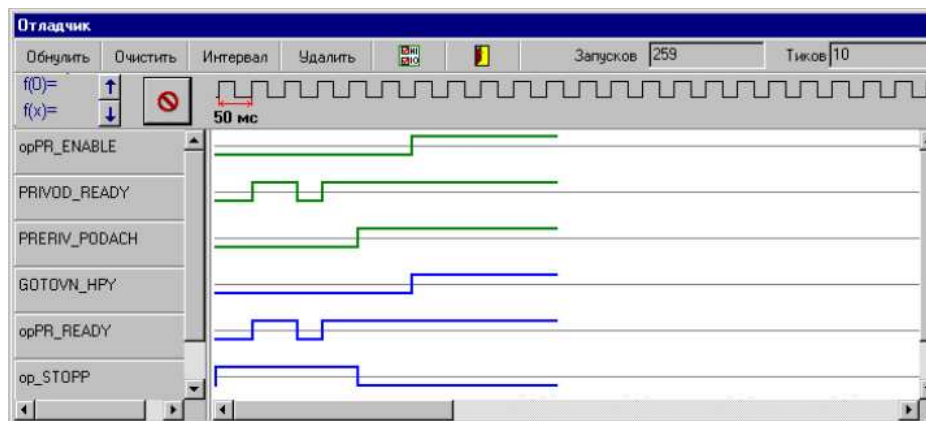 Отладчик
Обнулить Очистить Интервал Удалить Запусков 259 Тиков 10
f(0)=
f(x)=
50 мс
opPR_ENABLE
PRIVOD_READY
PRERIV_PODACH
GOTOVN_HPY
opPR_READY
op_STOPP